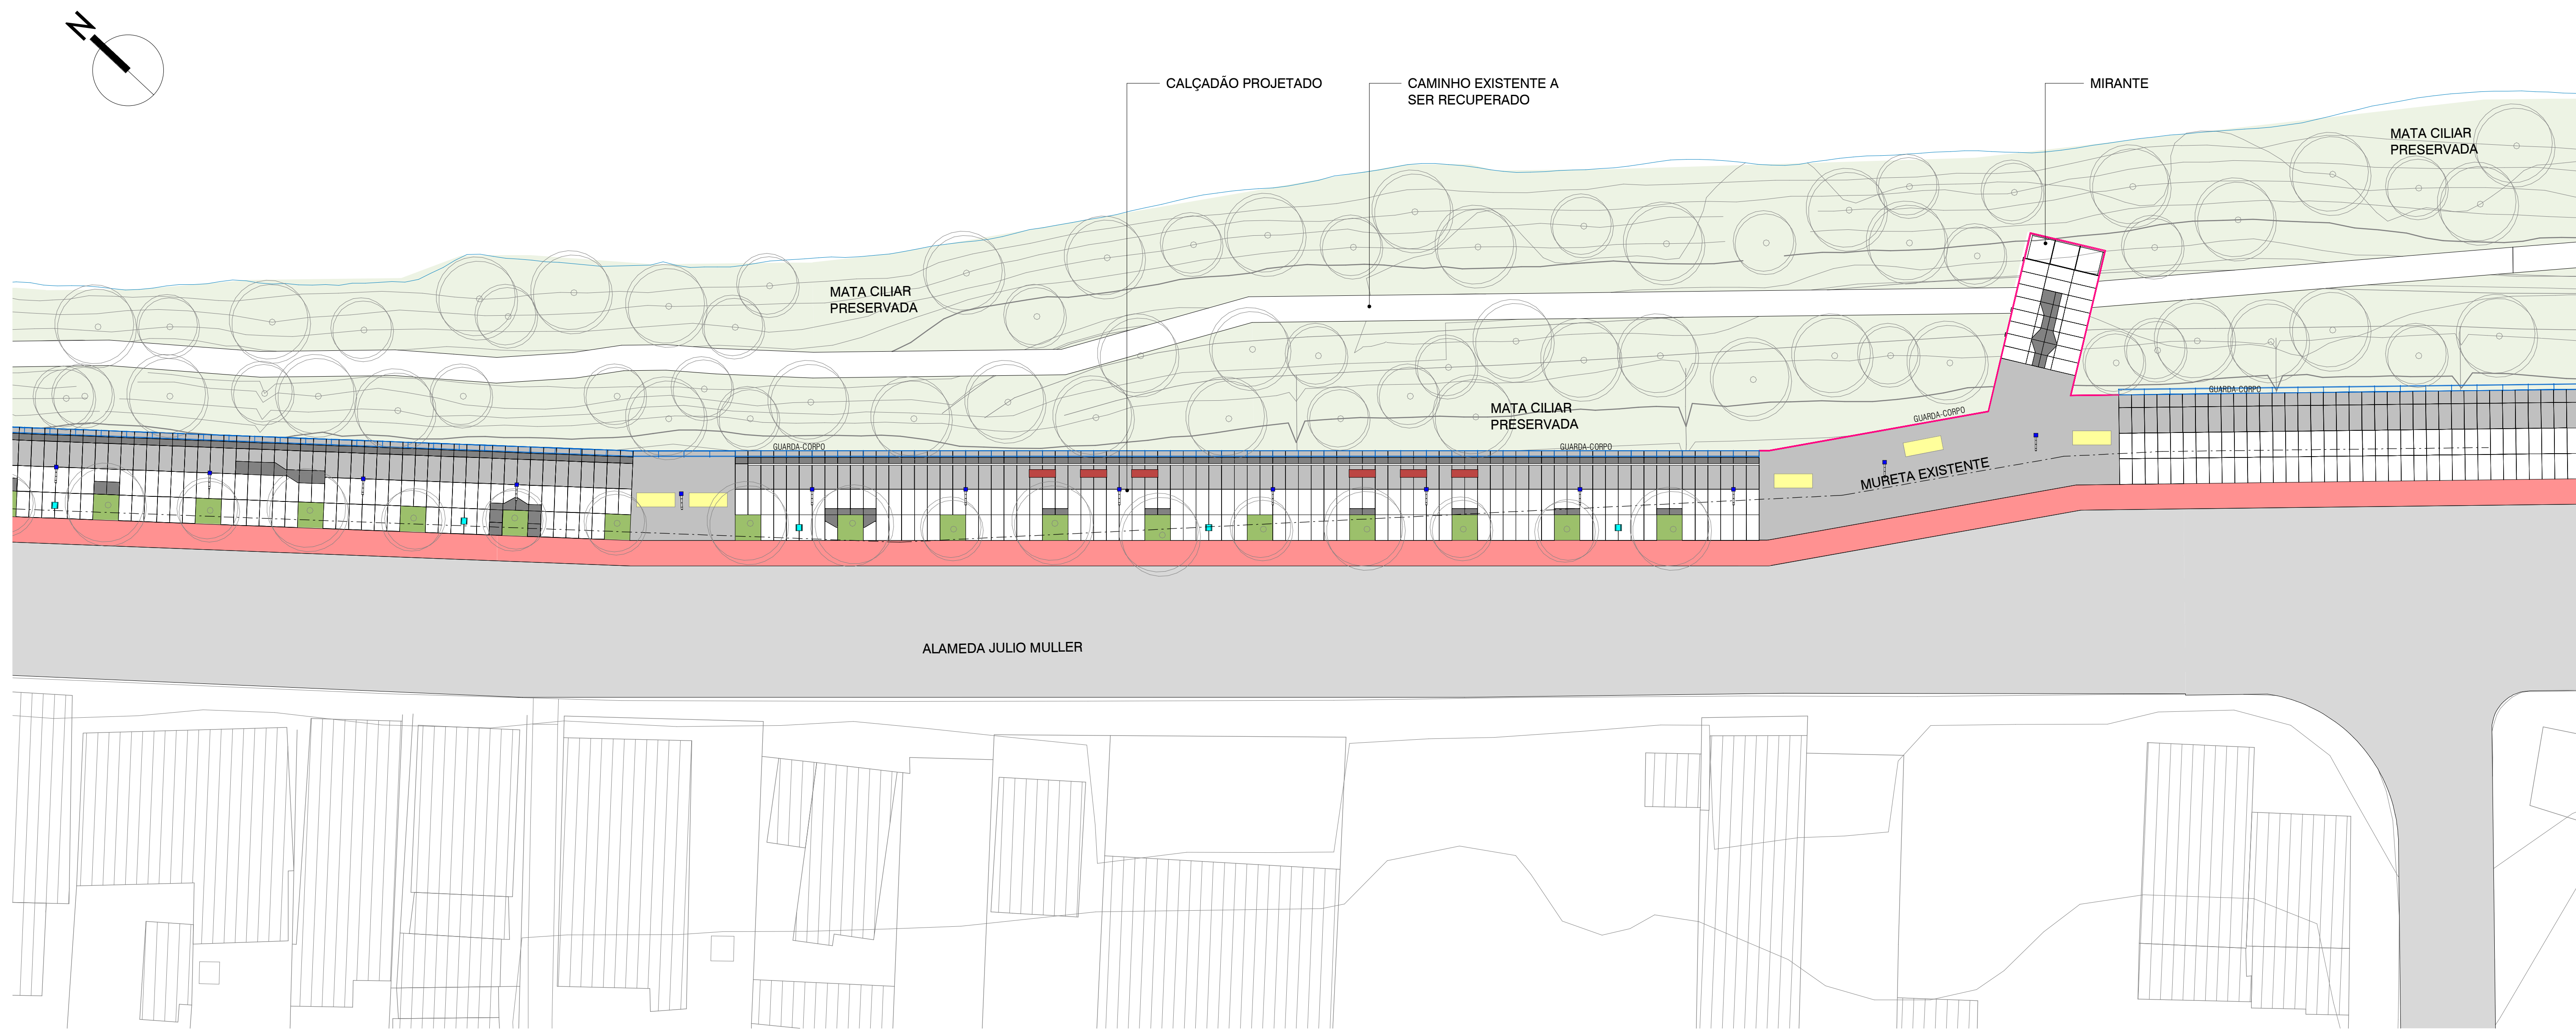 N
CALÇADÃO PROJETADO
CAMINHO EXISTENTE A
SER RECUPERADO
MIRANTE
MATA CILIAR
PRESERVADA
MATA CILIAR
PRESERVADA
MATA CILIAR
PRESERVADA
GUARDA-CORPO
GUARDA-CORPO
GUARDA-CORPO
GUARDA-CORPO
MURETA EXISTENTE
ALAMEDA JULIO MULLER